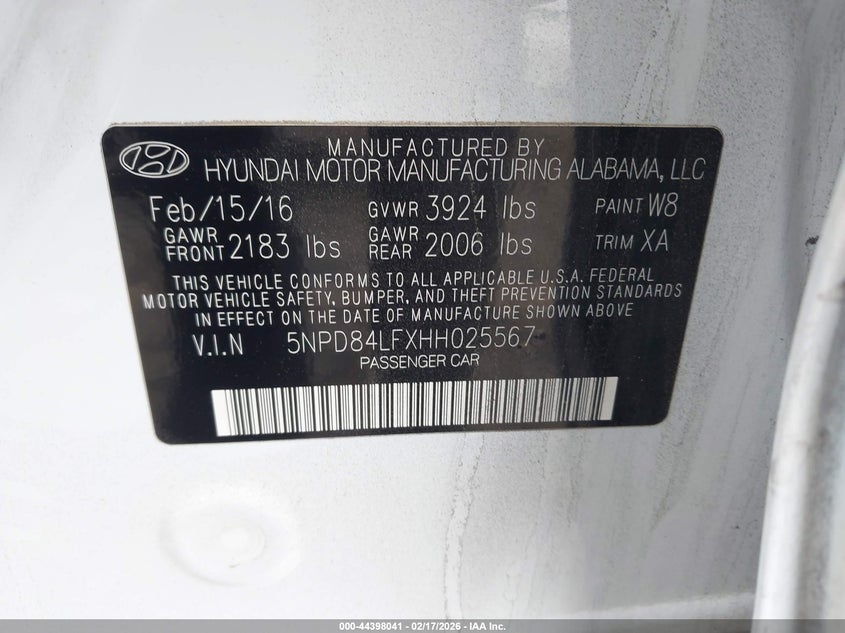 MANUFACTURED BY
HYUNDAI MOTOR MANUFACTURING ALABAMA, LLC
Feb/15/16 GVWR 3924 lbs PAINT W8
GAWR FRONT 2183 lbs GAWR REAR 2006 lbs TRIM XA
THIS VEHICLE CONFORMS TO ALL APPLICABLE U.S.A. FEDERAL
MOTOR VEHICLE SAFETY, BUMPER, AND THEFT PREVENTION STANDARDS
IN EFFECT ON THE DATE OF MANUFACTURE SHOWN ABOVE
V.I.N 5NPD84LFXHH025567
PASSENGER CAR
000-44398041 - 02/17/2026 - IAA Inc.